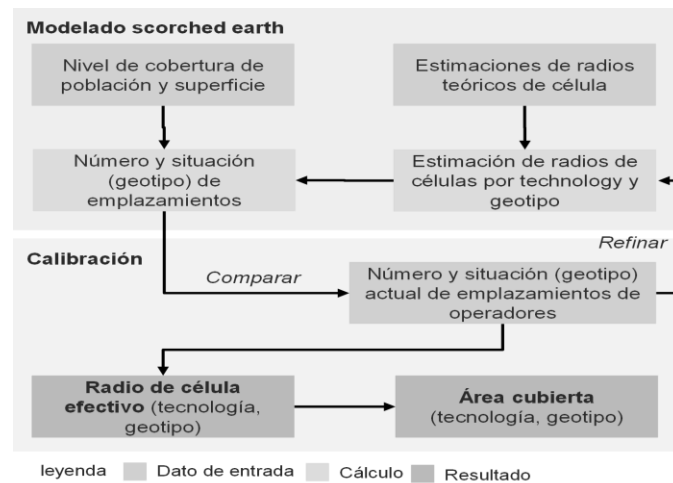 Modelado scorched earth
Nivel de cobertura de
población y superficie
Estimaciones de radios
teóricos de célula
Número y situación
(geotipo) de
emplazamientos
Estimación de radios de
células por technology y
geotipo
Refinar
Calibración
Comparar
Número y situación (geotipo)
actual de emplazamientos de
operadores
Radio de célula
efectivo (tecnología,
geotipo)
Área cubierta
(tecnología, geotipo)
leyenda Dato de entrada Cálculo Resultado